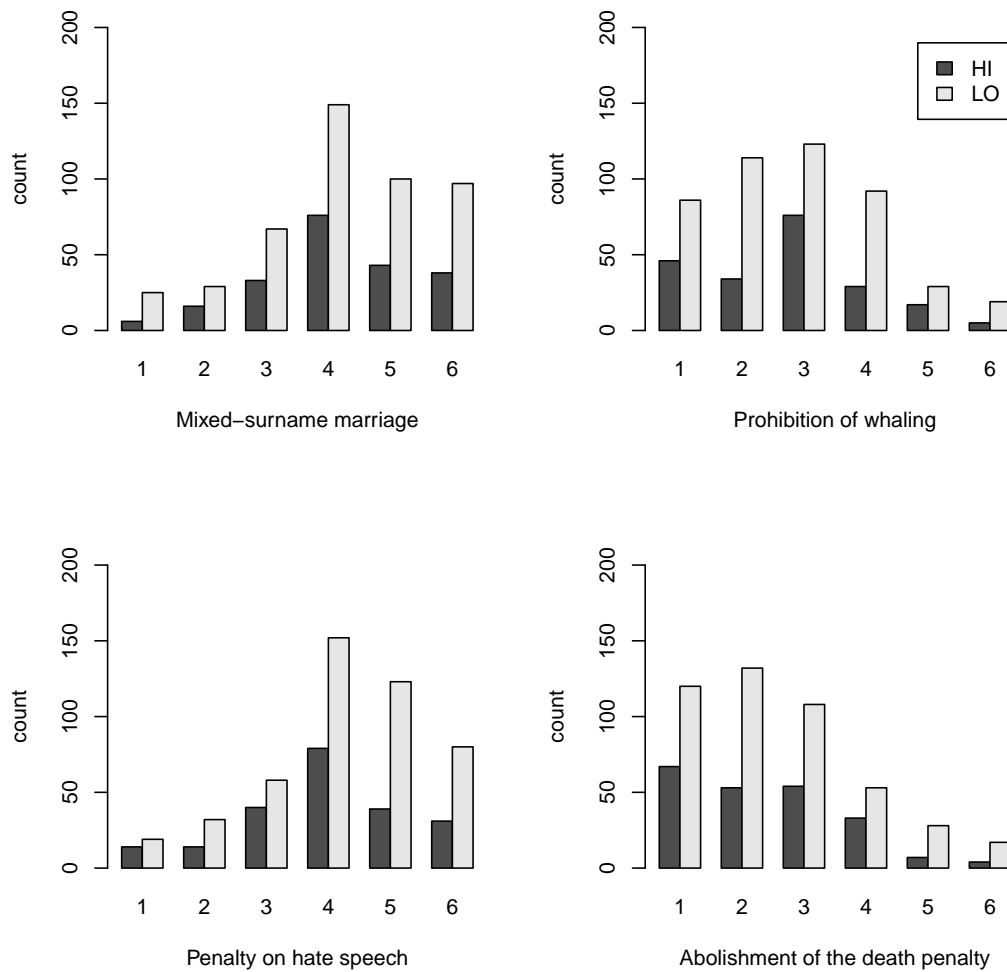 200
150
100
50
0
count
1 2 3 4 5 6
Mixed−surname marriage
200
150
100
50
0
count
1 2 3 4 5 6
Prohibition of whaling
HI
LO
200
150
100
50
0
count
1 2 3 4 5 6
Penalty on hate speech
200
150
100
50
0
count
1 2 3 4 5 6
Abolishment of the death penalty